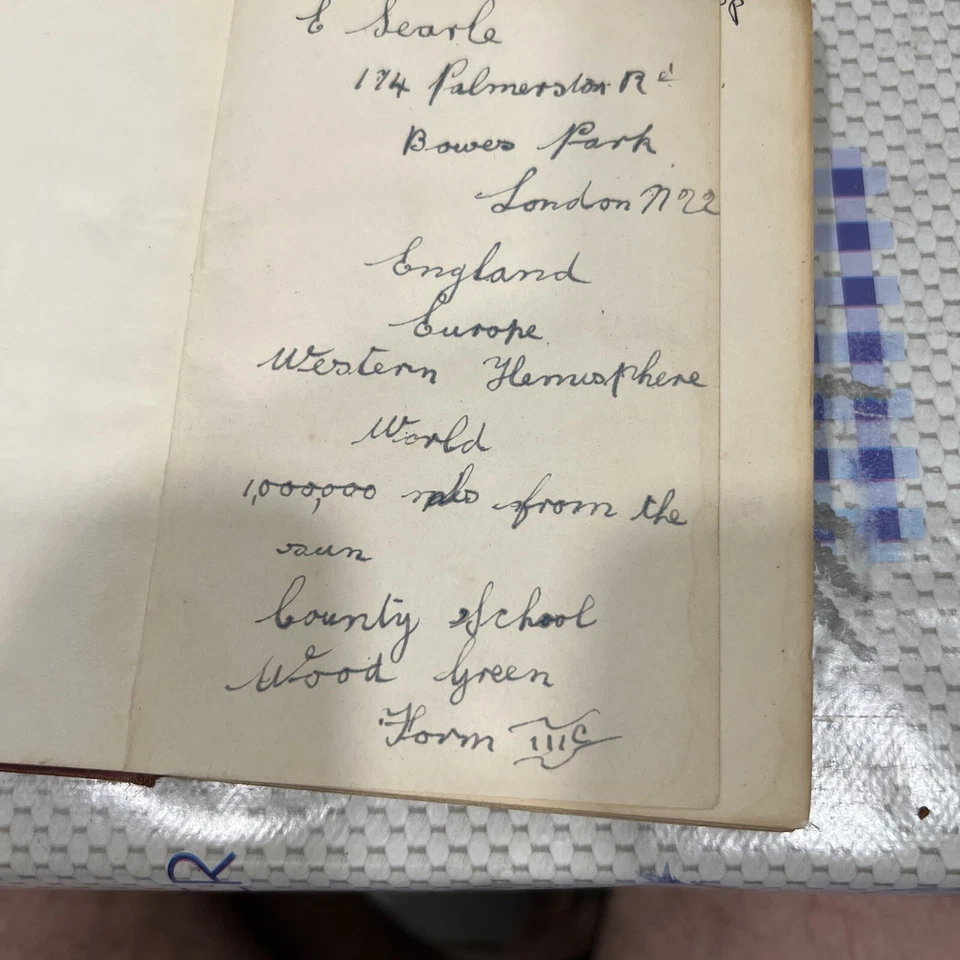 E Searle
174 Palmerston Rd
Bowes Park
London N22
England
Europe
Western Hemisphere
World
1,000,000 mls from the
sun
County School
Wood Green
Form IIIC
R